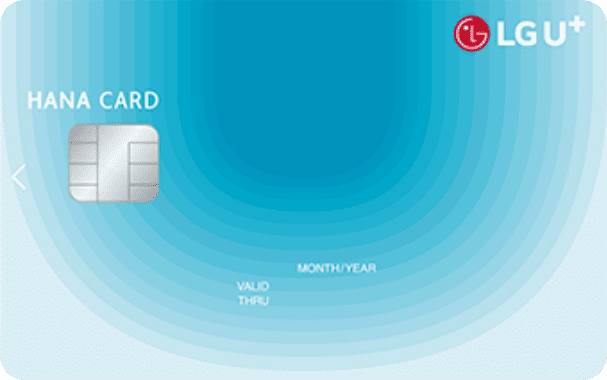 LG U+
HANA CARD
MONTH/YEAR
VALID
THRU